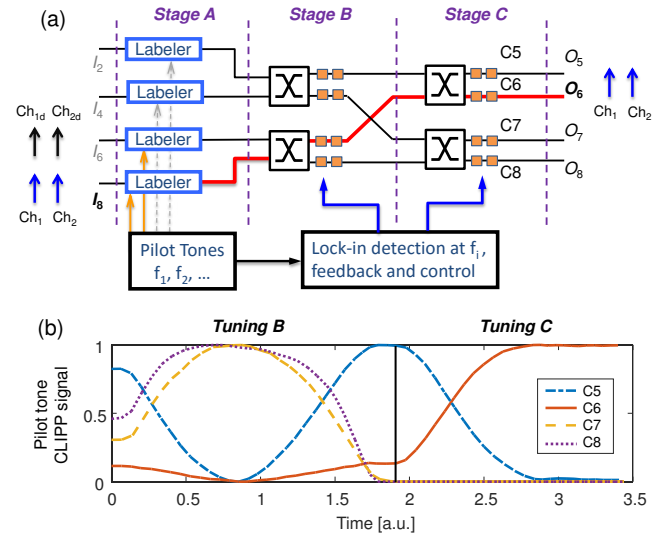 (a)
Stage A Stage B Stage C
I2 Labeler
I4 Labeler
I6 Labeler
I8 Labeler
Ch1d Ch2d
Ch1 Ch2
C5 O5
C6 O6
C7 O7
C8 O8
Ch1 Ch2
Pilot Tones
f1, f2, ...
Lock-in detection at fi,
feedback and control
(b)
Tuning B Tuning C
Pilot tone
CLIPP signal
1
0.5
0
C5
C6
C7
C8
0 0.5 1 1.5 2 2.5 3 3.5
Time [a.u.]